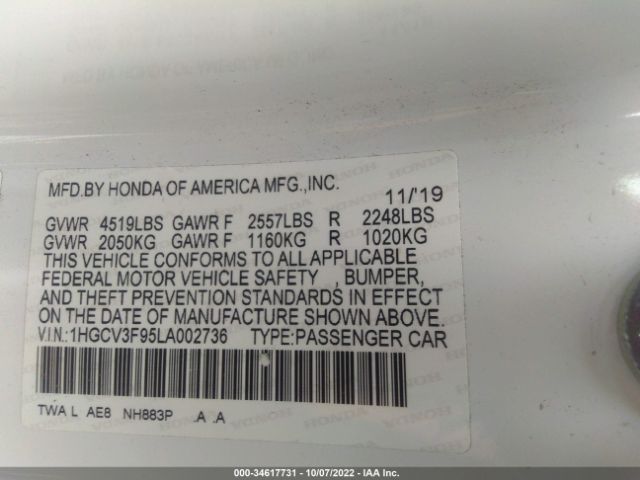 MFD.BY HONDA OF AMERICA MFG.,INC. 11/'19
GVWR 4519LBS GAWR F 2557LBS R 2248LBS
GVWR 2050KG GAWR F 1160KG R 1020KG
THIS VEHICLE CONFORMS TO ALL APPLICABLE
FEDERAL MOTOR VEHICLE SAFETY , BUMPER,
AND THEFT PREVENTION STANDARDS IN EFFECT
ON THE DATE OF MANUFACTURE SHOWN ABOVE.
V.I.N.:1HGCV3F95LA002736 TYPE:PASSENGER CAR
TWA L AE8 NH883P A A
000-34617731 - 10/07/2022 - IAA Inc.